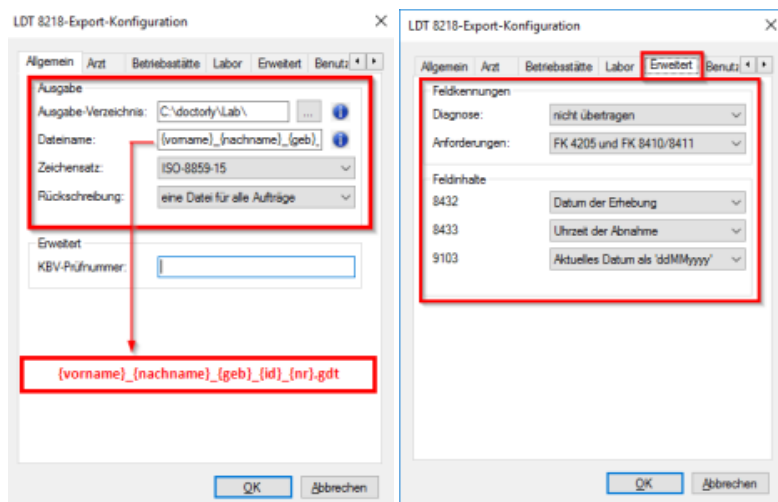 LDT 8218-Export-Konfiguration
Allgemein Arzt Betriebsstätte Labor Erweitert Benutz
Ausgabe
Ausgabe-Verzeichnis: C:\doctorly\Lab\ ...
Dateiname: {vorname}_{nachname}_{geb}_
Zeichensatz: ISO-8859-15
Rückschreibung: eine Datei für alle Aufträge
Erweitert
KBV-Prüfnummer:
{vorname}_{nachname}_{geb}_{id}_{nr}.gdt
OK Abbrechen
LDT 8218-Export-Konfiguration
Allgemein Arzt Betriebsstätte Labor Erweitert Benutz
Feldkennungen
Diagnose: nicht übertragen
Anforderungen: FK 4205 und FK 8410/8411
Feldinhalte
8432 Datum der Erhebung
8433 Uhrzeit der Abnahme
9103 Aktuelles Datum als 'ddMMyyyy'
OK Abbrechen